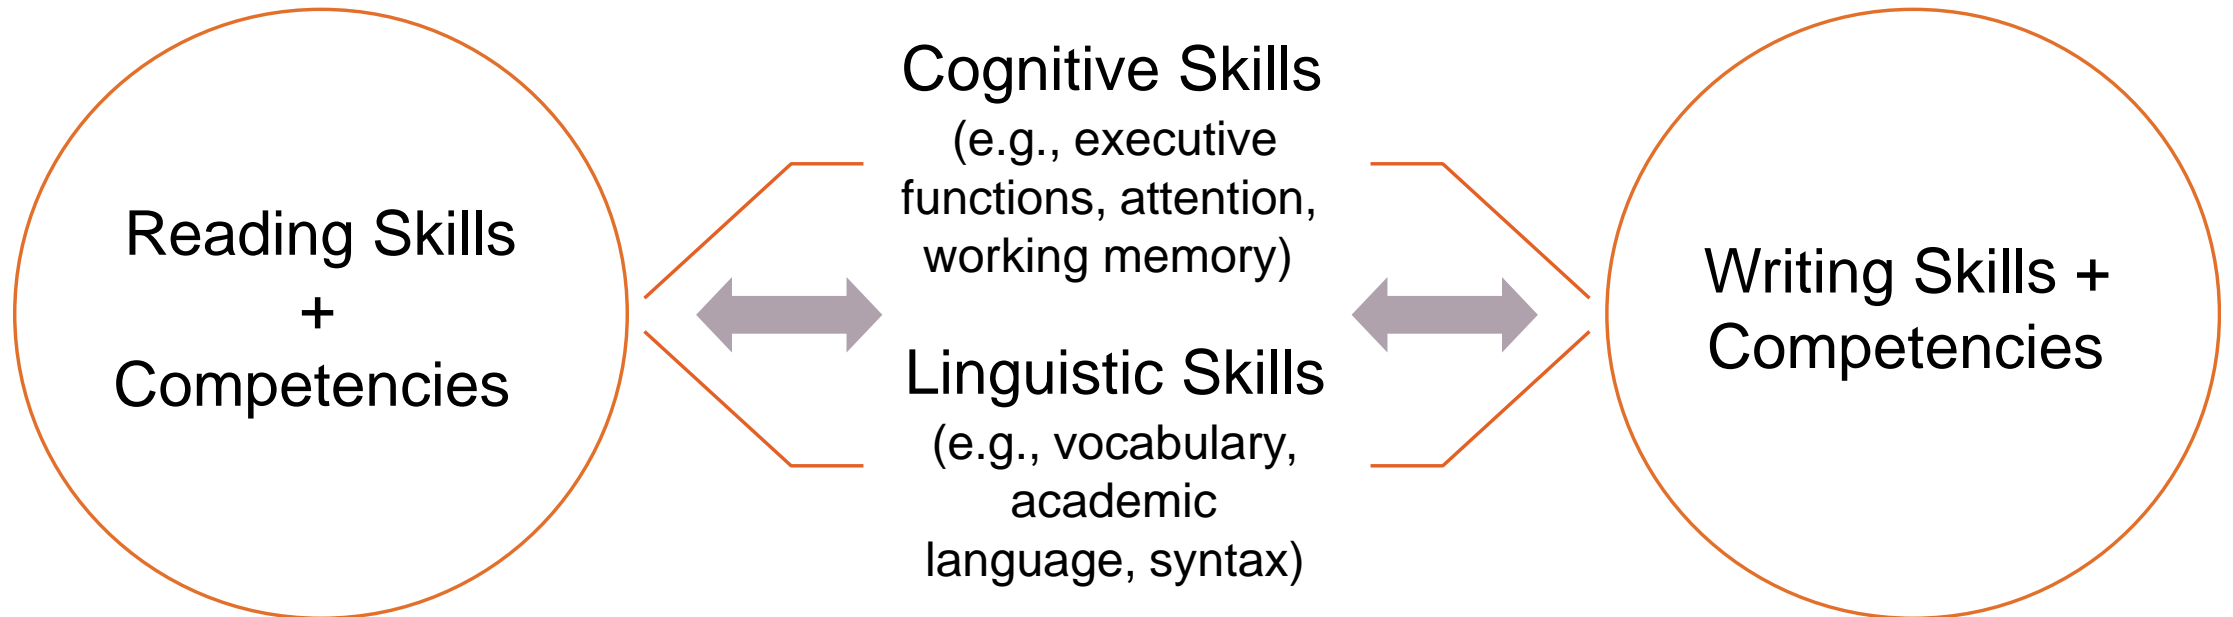 Reading Skills
+
Competencies
Cognitive Skills
(e.g., executive
functions, attention,
working memory)
Linguistic Skills
(e.g., vocabulary,
academic
language, syntax)
Writing Skills +
Competencies